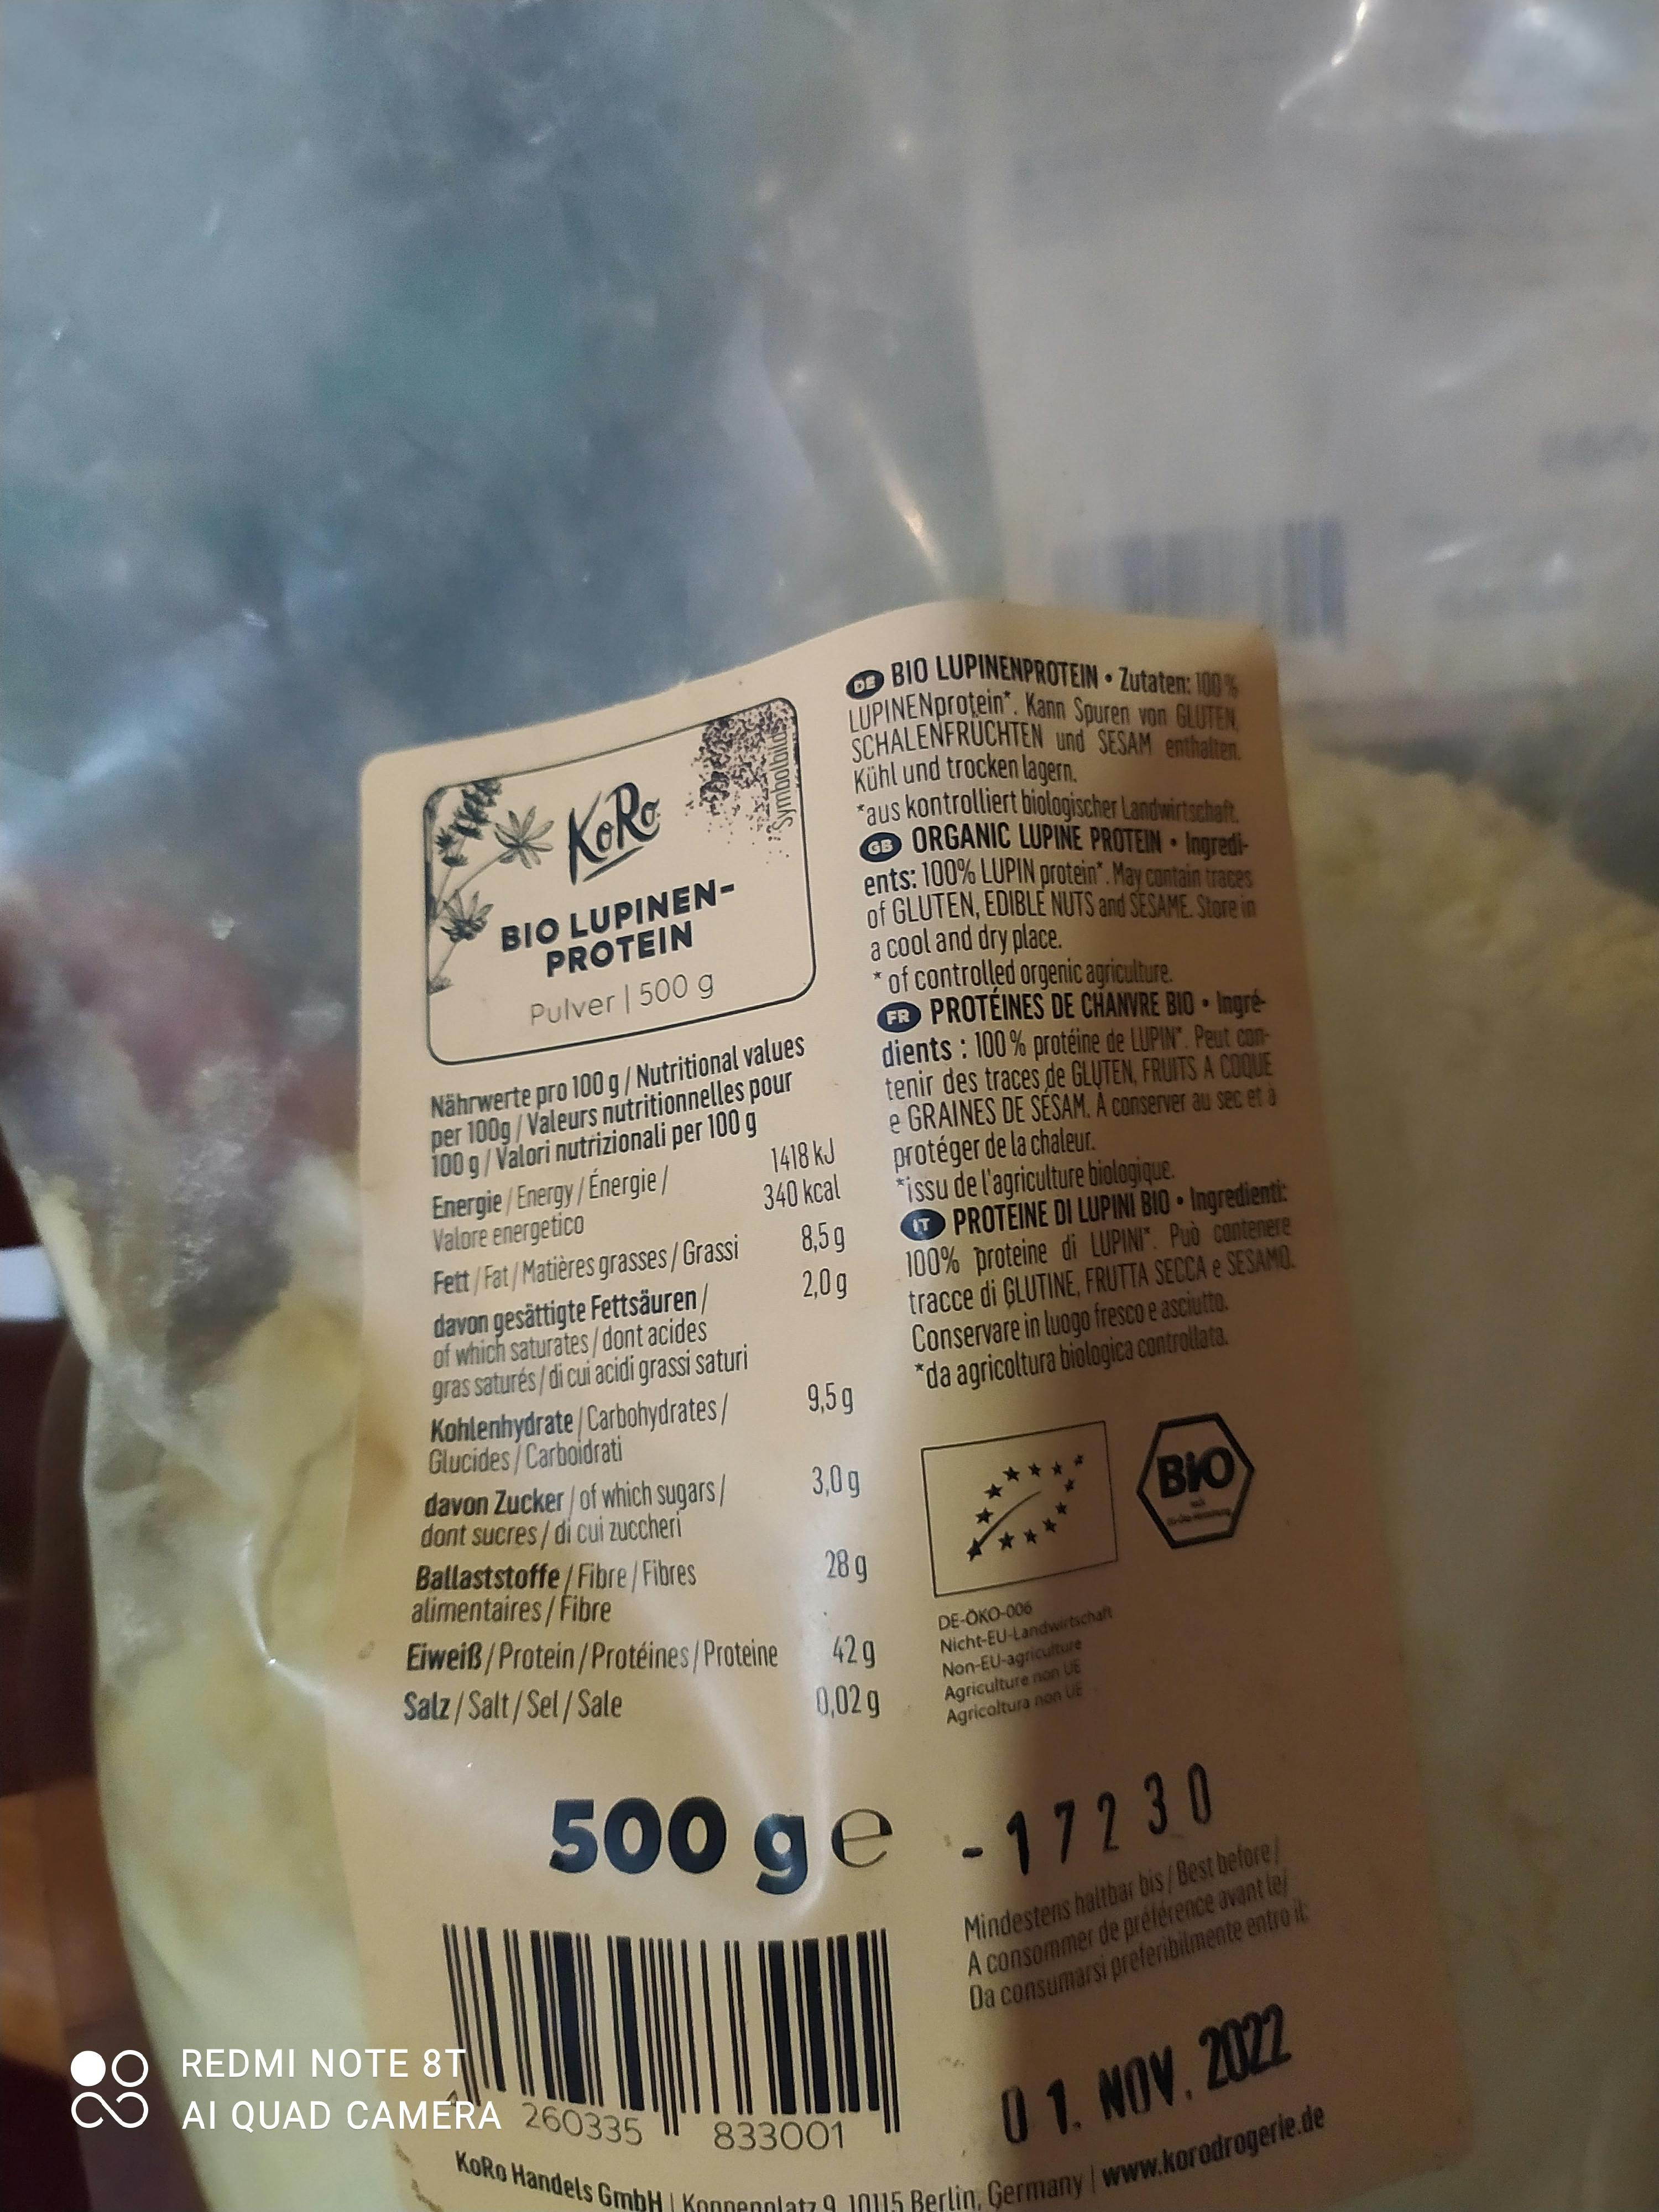 KoRo
Symbolbild
BIO LUPINEN-
PROTEIN
Pulver | 500 g
Nährwerte pro 100 g / Nutritional values
per 100g / Valeurs nutritionnelles pour
100 g / Valori nutrizionali per 100 g
Energie / Energy / Énergie / 1418 kJ
Valore energetico 340 kcal
Fett / Fat / Matières grasses / Grassi 8,5 g
davon gesättigte Fettsäuren / 2,0 g
of which saturates / dont acides
gras saturés / di cui acidi grassi saturi
Kohlenhydrate / Carbohydrates / 9,5 g
Glucides / Carboidrati
davon Zucker / of which sugars / 3,0 g
dont sucres / di cui zuccheri
Ballaststoffe / Fibre / Fibres 28 g
alimentaires / Fibre
Eiweiß / Protein / Protéines / Proteine 42 g
Salz / Salt / Sel / Sale 0,02 g
500 g e
260335 833001
DE BIO LUPINENPROTEIN • Zutaten: 100 %
LUPINENprotein*. Kann Spuren von GLUTEN,
SCHALENFRÜCHTEN und SESAM enthalten.
Kühl und trocken lagern.
*aus kontrolliert biologischer Landwirtschaft.
GB ORGANIC LUPINE PROTEIN • Ingredi-
ents: 100% LUPIN protein*. May contain traces
of GLUTEN, EDIBLE NUTS and SESAME. Store in
a cool and dry place.
* of controlled orgenic agriculture.
FR PROTÉINES DE CHANVRE BIO • Ingré-
dients : 100 % protéine de LUPIN*. Peut con-
tenir des traces de GLUTEN, FRUITS A COQUE
e GRAINES DE SÉSAM. À conserver au sec et à
protéger de la chaleur.
*issu de l'agriculture biologique.
IT PROTEINE DI LUPINI BIO • Ingredienti:
100% proteine di LUPINI*. Può contenere
tracce di GLUTINE, FRUTTA SECCA e SESAMO.
Conservare in luogo fresco e asciutto.
*da agricoltura biologica controllata.
BIO
DE-ÖKO-006
Nicht-EU-Landwirtschaft
Non-EU-agriculture
Agriculture non UE
Agricoltura non UE
-17230
Mindestens haltbar bis / Best before /
A consommer de préférence avant le/
Da consumarsi preferibilmente entro il:
01. NOV. 2022
KoRo Handels GmbH | Koppenplatz 9, 10115 Berlin, Germany | www.korodrogerie.de
REDMI NOTE 8T
AI QUAD CAMERA